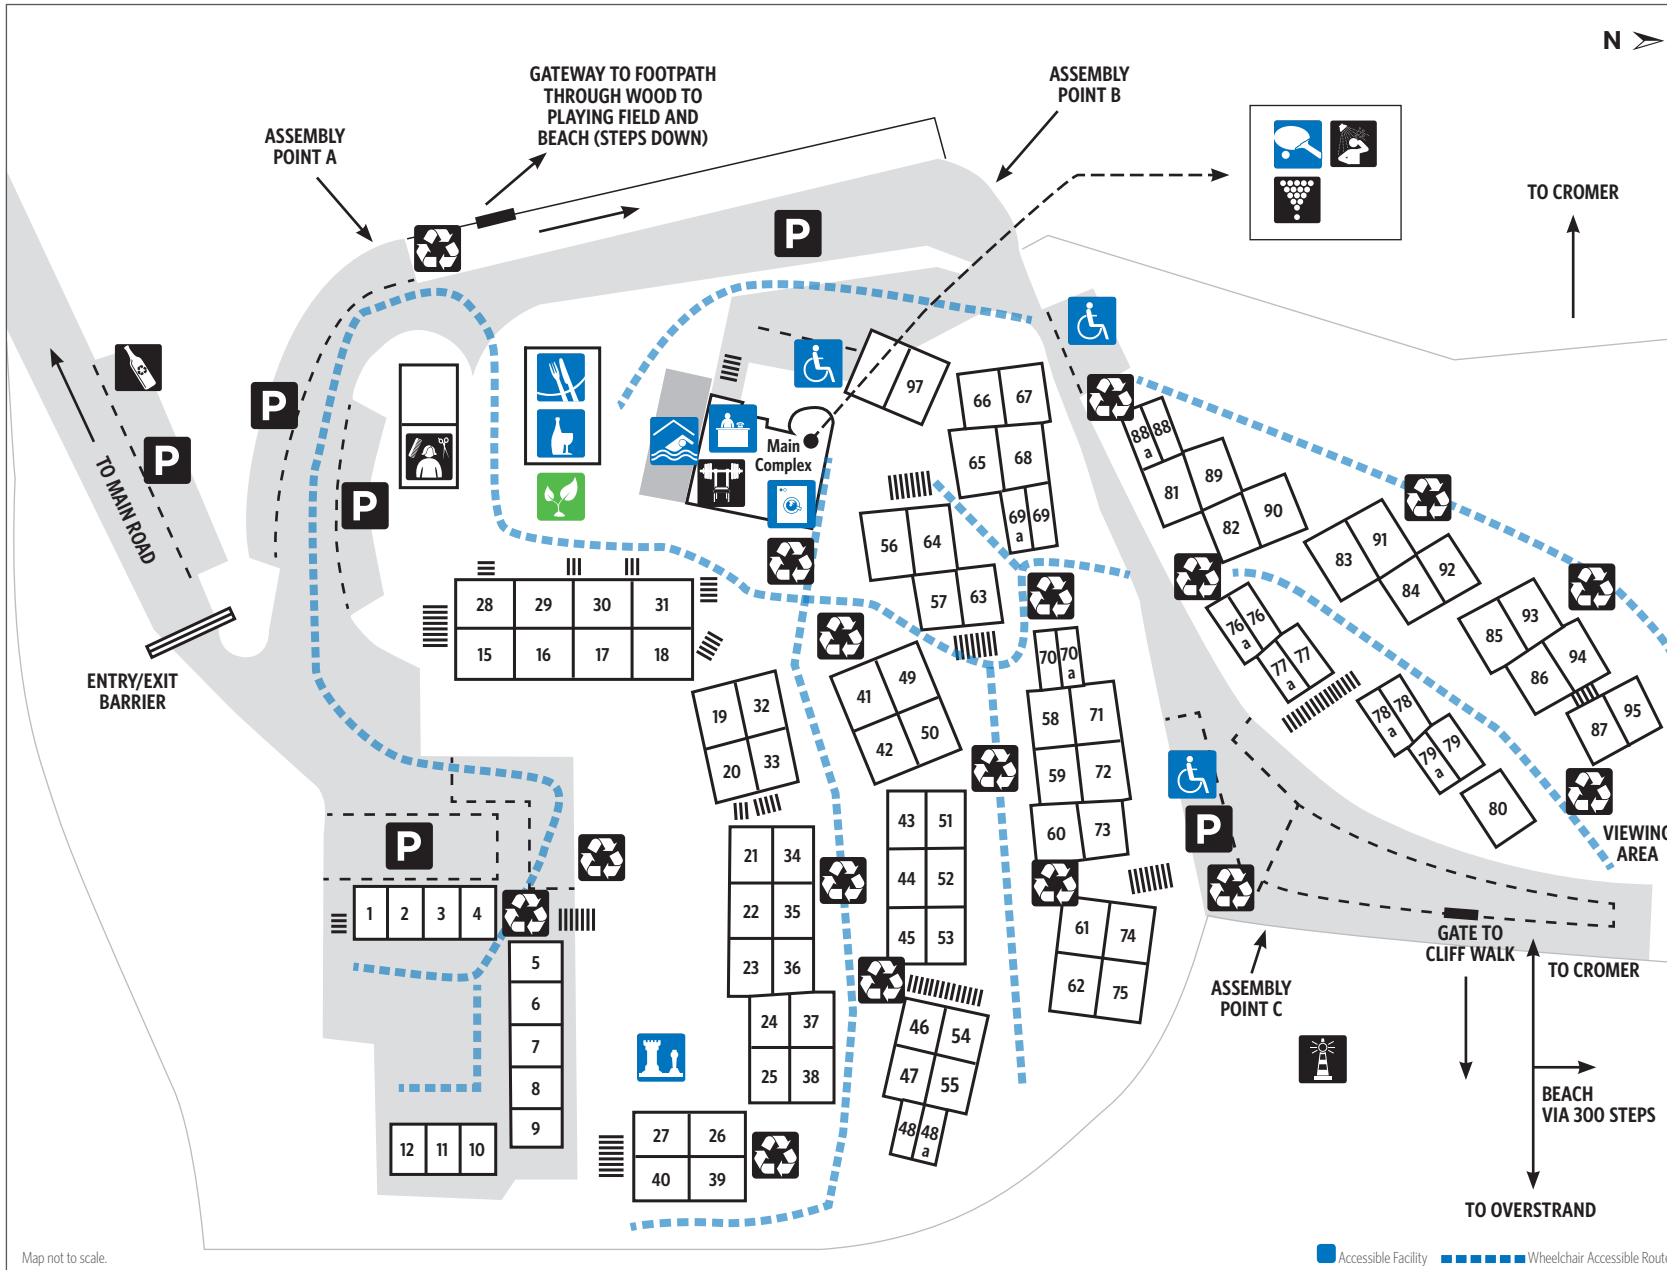 N
GATEWAY TO FOOTPATH
THROUGH WOOD TO
PLAYING FIELD AND
BEACH (STEPS DOWN)
ASSEMBLY
POINT B
ASSEMBLY
POINT A
TO CROMER
P
P
P
P
TO MAIN ROAD
Main
Complex
97
66 67
65 68
69
a 69
88
a 88
81 89
82 90
83 91
84 92
56 64
57 63
76
a 76
77
a 77
85 93
86 94
87 95
28 29 30 31
15 16 17 18
70 70
a
78
a 78
79
a 79
80
ENTRY/EXIT
BARRIER
19 32
20 33
41 49
42 50
58 71
59 72
60 73
P
P
VIEWING
AREA
21 34
22 35
23 36
43 51
44 52
45 53
1 2 3 4
5
6
7
8
9
61 74
62 75
GATE TO
CLIFF WALK
TO CROMER
ASSEMBLY
POINT C
24 37
25 38
46 54
47 55
48 48
a
BEACH
VIA 300 STEPS
12 11 10
27 26
40 39
TO OVERSTRAND
Map not to scale.
Accessible Facility
Wheelchair Accessible Route